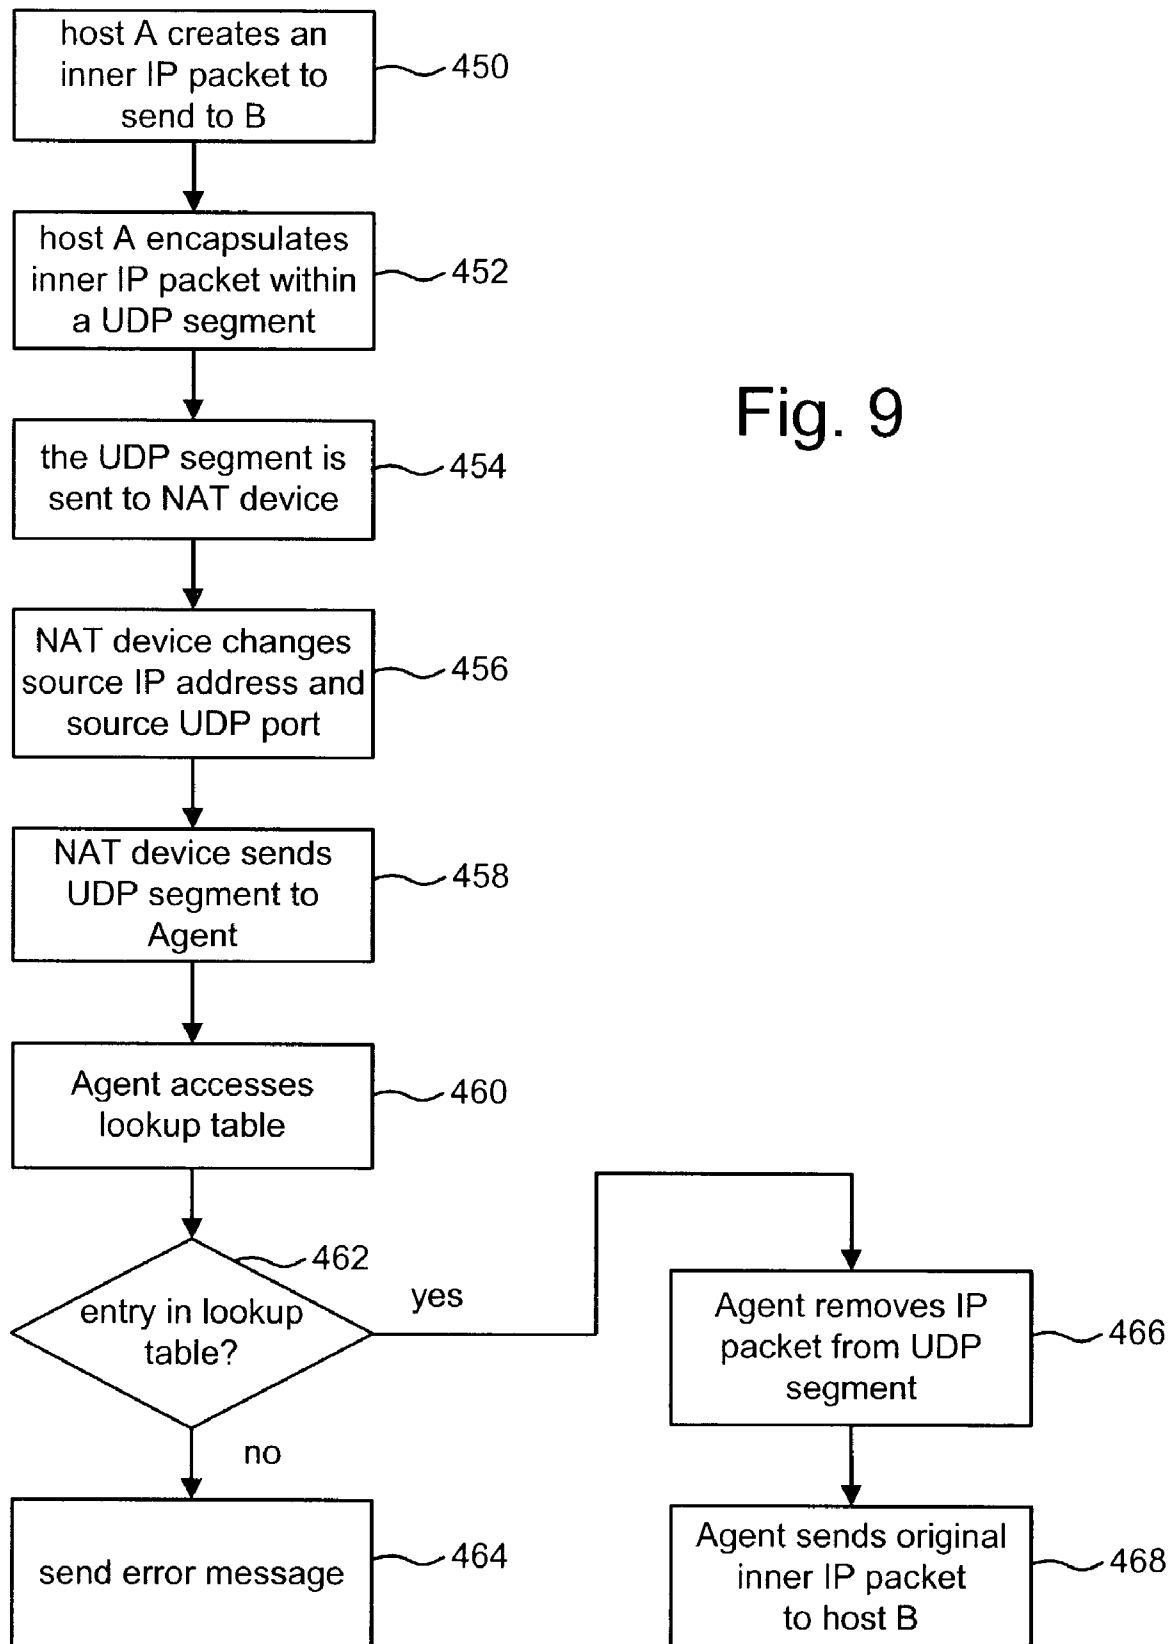 host A creates an
inner IP packet to
send to B
450
host A encapsulates
inner IP packet within
a UDP segment
452
Fig. 9
the UDP segment is
sent to NAT device
454
NAT device changes
source IP address and
source UDP port
456
NAT device sends
UDP segment to
Agent
458
Agent accesses
lookup table
460
entry in lookup
table?
462
yes
no
send error message
464
Agent removes IP
packet from UDP
segment
466
Agent sends original
inner IP packet
to host B
468